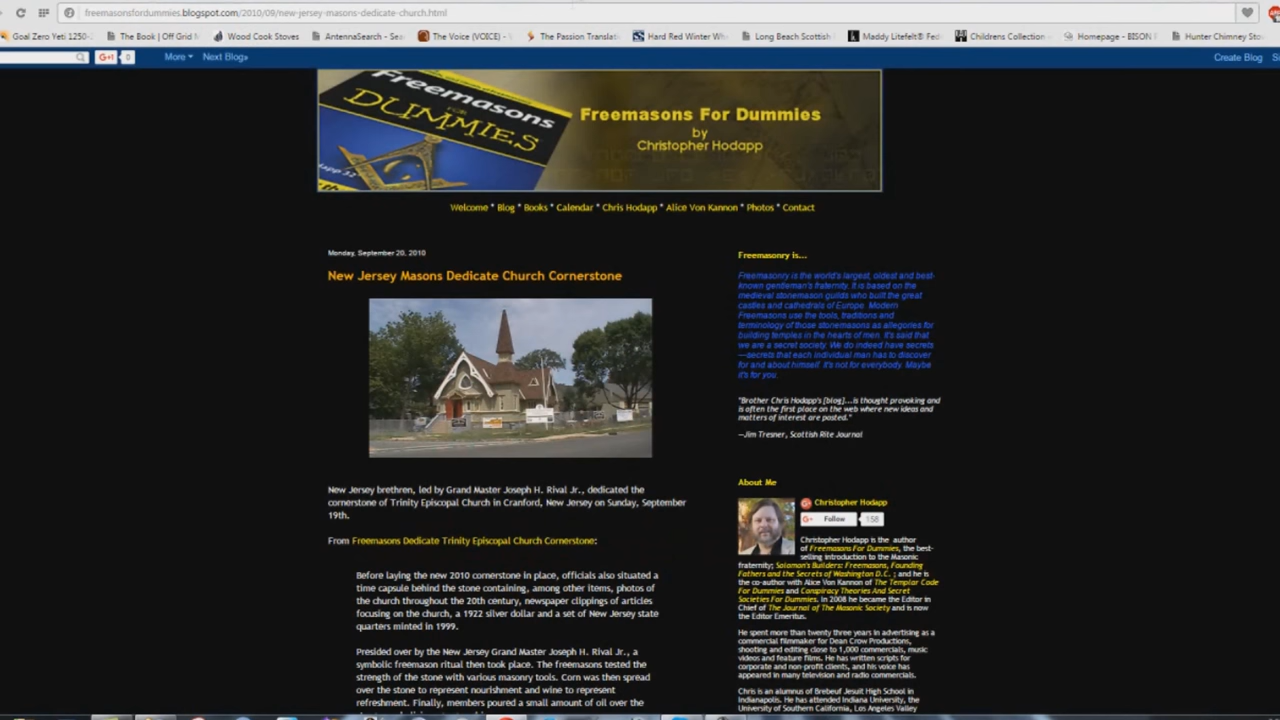 freemasonsfordummies.blogspot.com/2010/09/new-jersey-masons-dedicate-church.html
Goal Zero Yeti 1250- The Book | Off Grid Wood Cook Stoves AntennaSearch - Sea The Voice (VOICE) - V The Passion Translati Hard Red Winter Wh Long Beach Scottish Maddy Litefelt® Fed Childrens Collection Homepage - BISON Hunter Chimney Sto
G+1 0 More Next Blog»
Create Blog
Freemasons
FOR
DUMMIES
Freemasons For Dummies
by
Christopher Hodapp
Welcome * Blog * Books * Calendar * Chris Hodapp * Alice Von Kannon * Photos * Contact
Monday, September 20, 2010
New Jersey Masons Dedicate Church Cornerstone
New Jersey brethren, led by Grand Master Joseph H. Rival Jr., dedicated the
cornerstone of Trinity Episcopal Church in Cranford, New Jersey on Sunday, September
19th.
From Freemasons Dedicate Trinity Episcopal Church Cornerstone:
Before laying the new 2010 cornerstone in place, officials also situated a
time capsule behind the stone containing, among other items, photos of
the church throughout the 20th century, newspaper clippings of articles
focusing on the church, a 1922 silver dollar and a set of New Jersey state
quarters minted in 1999.
Presided over by the New Jersey Grand Master Joseph H. Rival Jr., a
symbolic freemason ritual then took place. The freemasons tested the
strength of the stone with various masonry tools. Corn was then spread
over the stone to represent nourishment and wine to represent
refreshment. Finally, members poured a small amount of oil over the
Freemasonry is...
Freemasonry is the world's largest, oldest and best-
known gentleman's fraternity. It is based on the
medieval stonemason guilds who built the great
castles and cathedrals of Europe. Modern
Freemasons use the tools, traditions and
terminology of those stonemasons as allegories for
building temples in the hearts of men. It's said that
we are a secret society. We do indeed have secrets
—secrets that each individual man has to discover
for and about himself. It's not for everybody. Maybe
it's for you.
"Brother Chris Hodapp's [blog]...is thought provoking and
is often the first place on the web where new ideas and
matters of interest are posted."
—Jim Tresner, Scottish Rite Journal
About Me
Christopher Hodapp
G+ Follow 158
Christopher Hodapp is the author
of Freemasons For Dummies, the best-
selling introduction to the Masonic
fraternity; Solomon's Builders: Freemasons, Founding
Fathers and the Secrets of Washington D.C. ; and he is
the co-author with Alice Von Kannon of The Templar Code
For Dummies and Conspiracy Theories And Secret
Societies For Dummies. In 2008 he became the Editor in
Chief of The Journal of The Masonic Society and is now
the Editor Emeritus.
He spent more than twenty three years in advertising as a
commercial filmmaker for Dean Crow Productions,
shooting and editing close to 1,000 commercials, music
videos and feature films. He has written scripts for
corporate and non-profit clients, and his voice has
appeared in many television and radio commercials.
Chris is an alumnus of Brebeuf Jesuit High School in
Indianapolis. He has attended Indiana University, the
University of Southern California, Los Angeles Valley